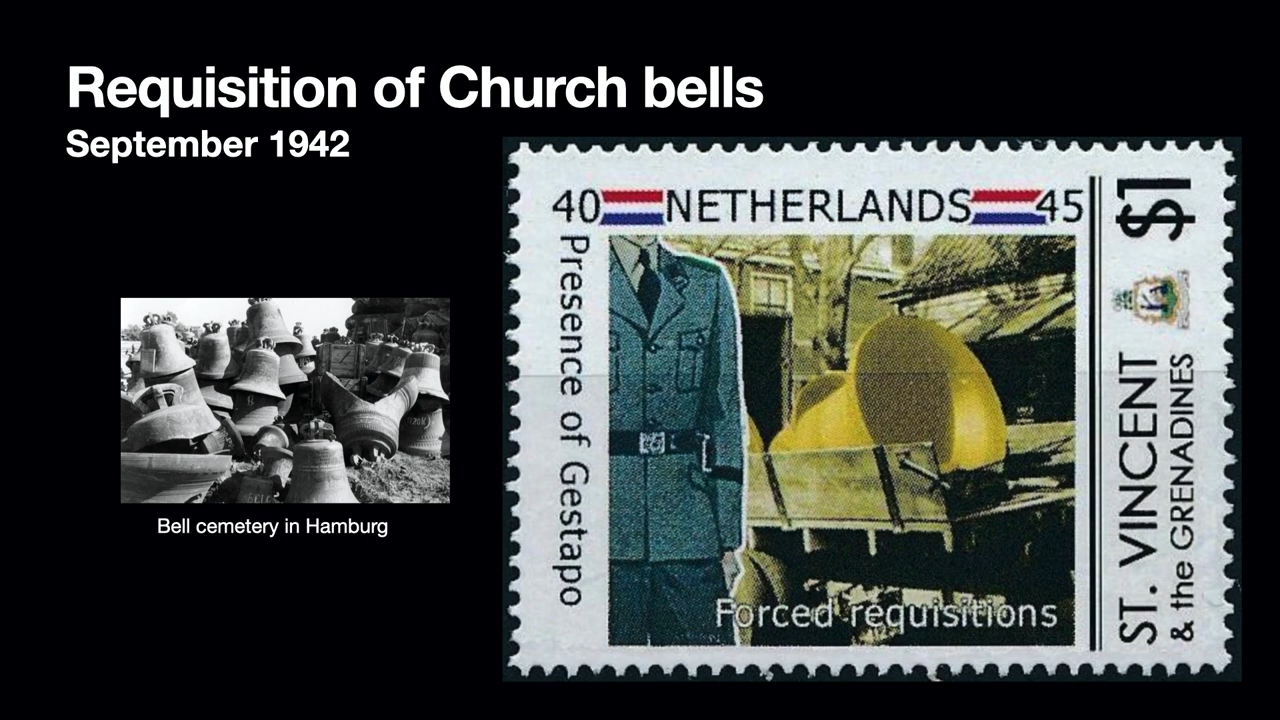 Requisition of Church bells
September 1942
40 NETHERLANDS 45
Presence of Gestapo
Forced requisitions
$1
ST. VINCENT
& the GRENADINES
Bell cemetery in Hamburg